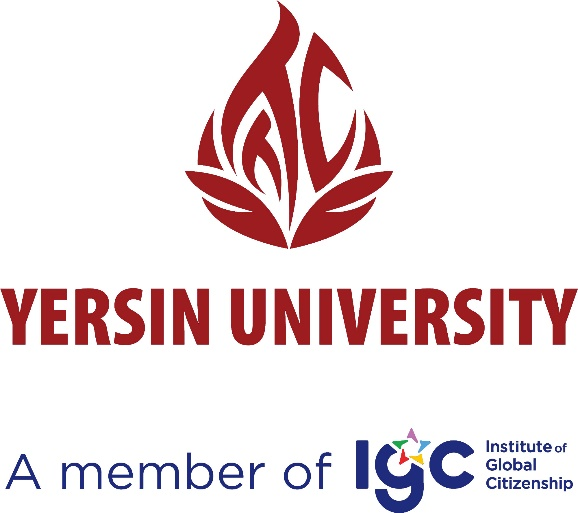 YERSIN UNIVERSITY
A member of IGC Institute of
Global
Citizenship